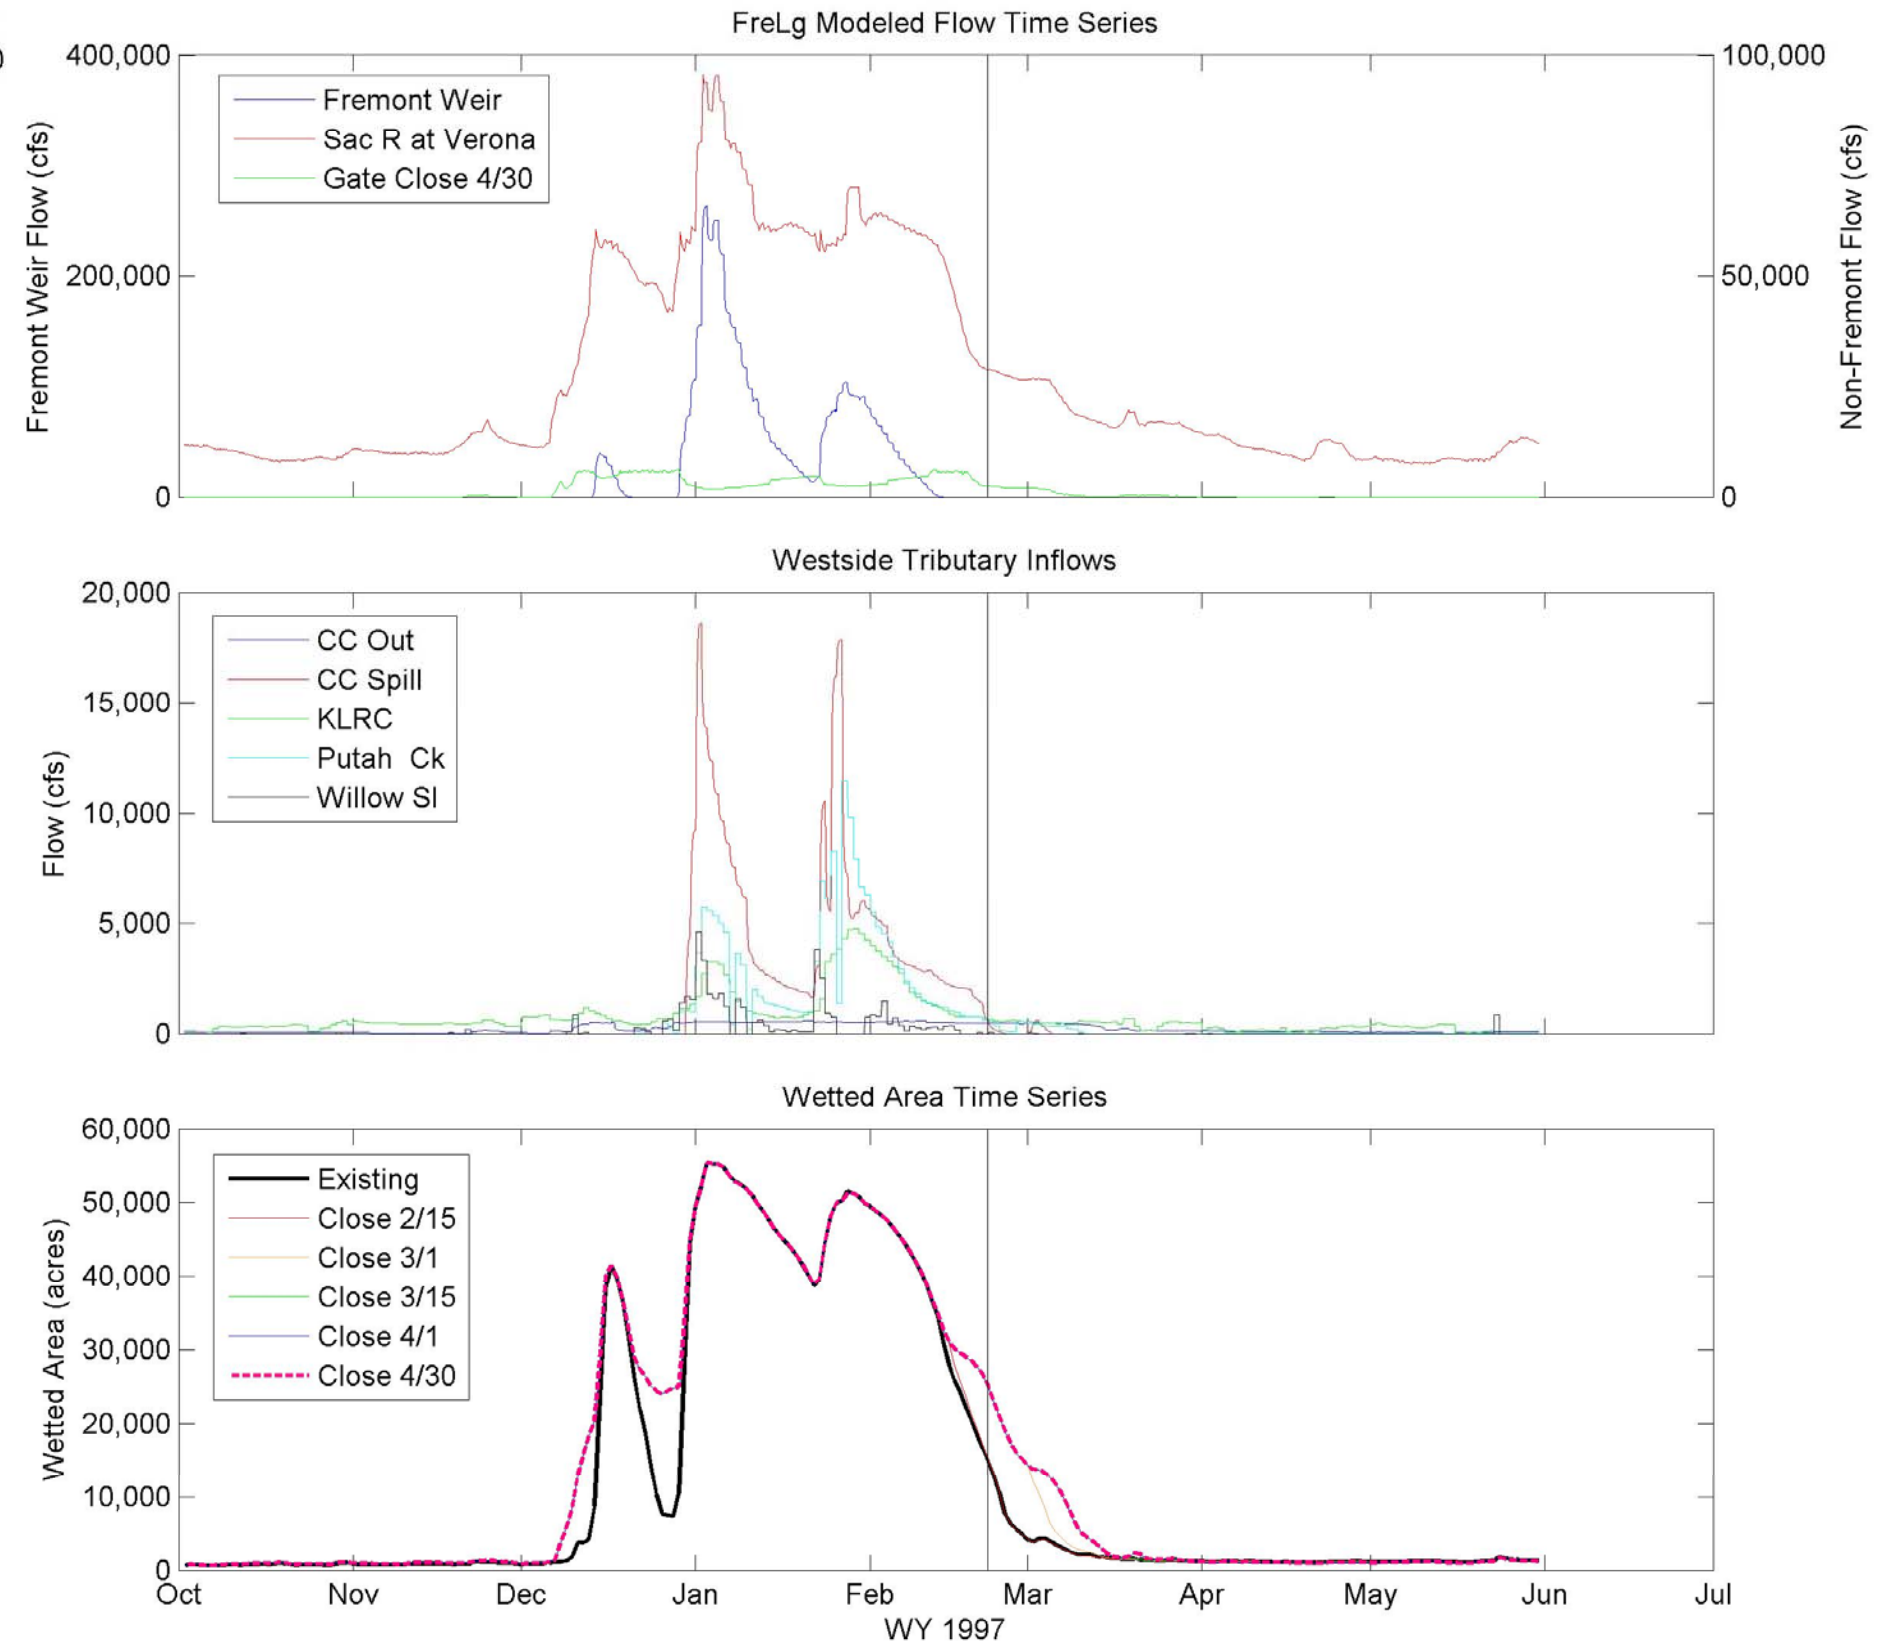 FreLg Modeled Flow Time Series
400,000
200,000
0
Fremont Weir Flow (cfs)
Fremont Weir
Sac R at Verona
Gate Close 4/30
100,000
50,000
0
Non-Fremont Flow (cfs)
Westside Tributary Inflows
20,000
15,000
10,000
5,000
0
Flow (cfs)
CC Out
CC Spill
KLRC
Putah Ck
Willow Sl
Wetted Area Time Series
60,000
50,000
40,000
30,000
20,000
10,000
0
Wetted Area (acres)
Existing
Close 2/15
Close 3/1
Close 3/15
Close 4/1
Close 4/30
Oct Nov Dec Jan Feb Mar Apr May Jun Jul
WY 1997